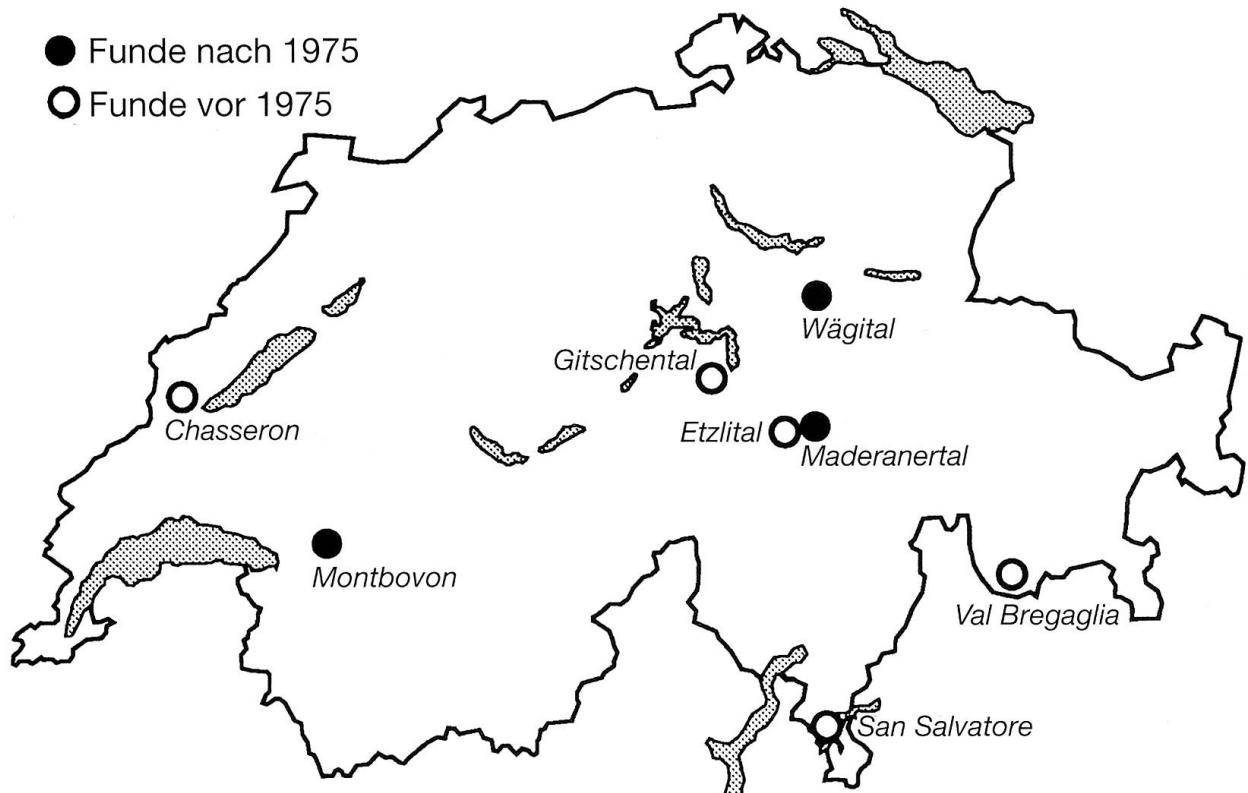 Funde nach 1975
Funde vor 1975
Wägital
Gitschental
Chasseron
Etzlital
Maderanertal
Montbovon
Val Bregaglia
San Salvatore